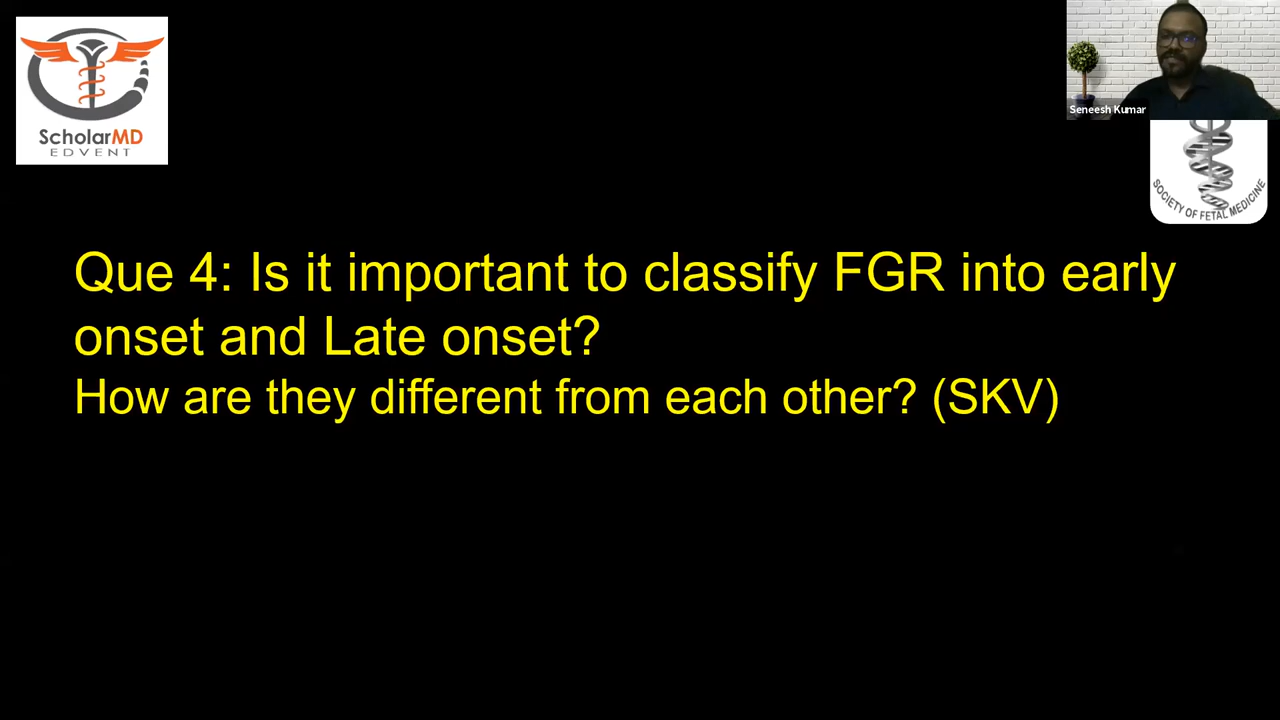 ScholarMD
EDVENT
Seneesh Kumar
SOCIETY OF FETAL MEDICINE
Que 4: Is it important to classify FGR into early
onset and Late onset?
How are they different from each other? (SKV)